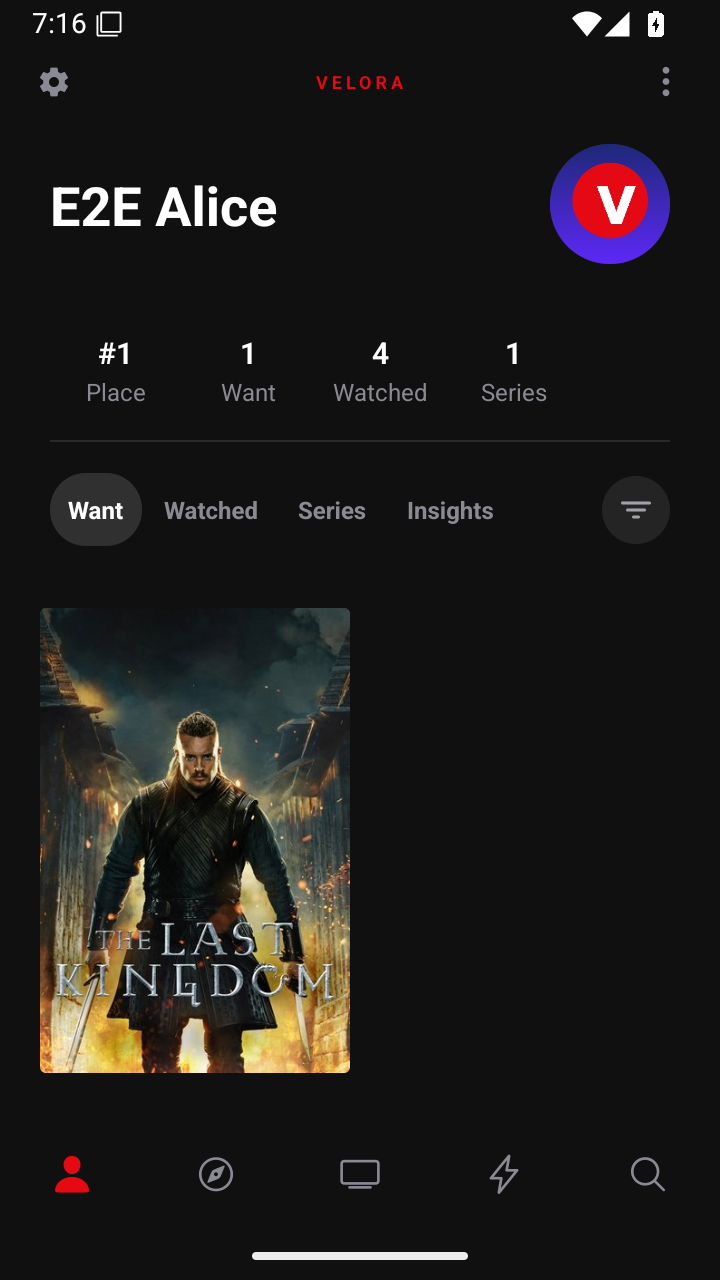 7:16
VELORA
E2E Alice
V
#1 1 4 1
Place Want Watched Series
Want Watched Series Insights
THE LAST
KINGDOM